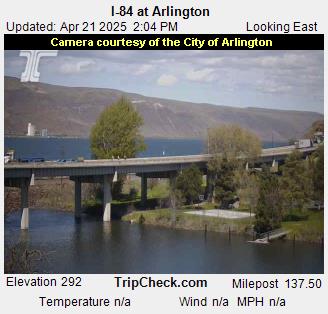 I-84 at Arlington
Updated: Apr 21 2025 2:04 PM Looking East
Camera courtesy of the City of Arlington
Elevation 292 TripCheck.com Milepost 137.50
Temperature n/a Wind n/a MPH n/a